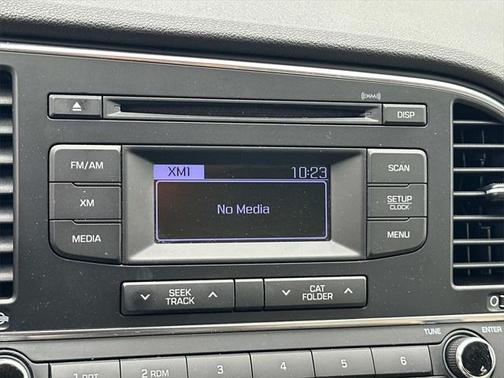 ((XM))
DISP
FM/AM
XM1 10:23
SCAN
XM
No Media
SETUP
CLOCK
MEDIA
MENU
SEEK
TRACK
CAT
FOLDER
TUNE ENTER
2 RDM 3 4 5 6